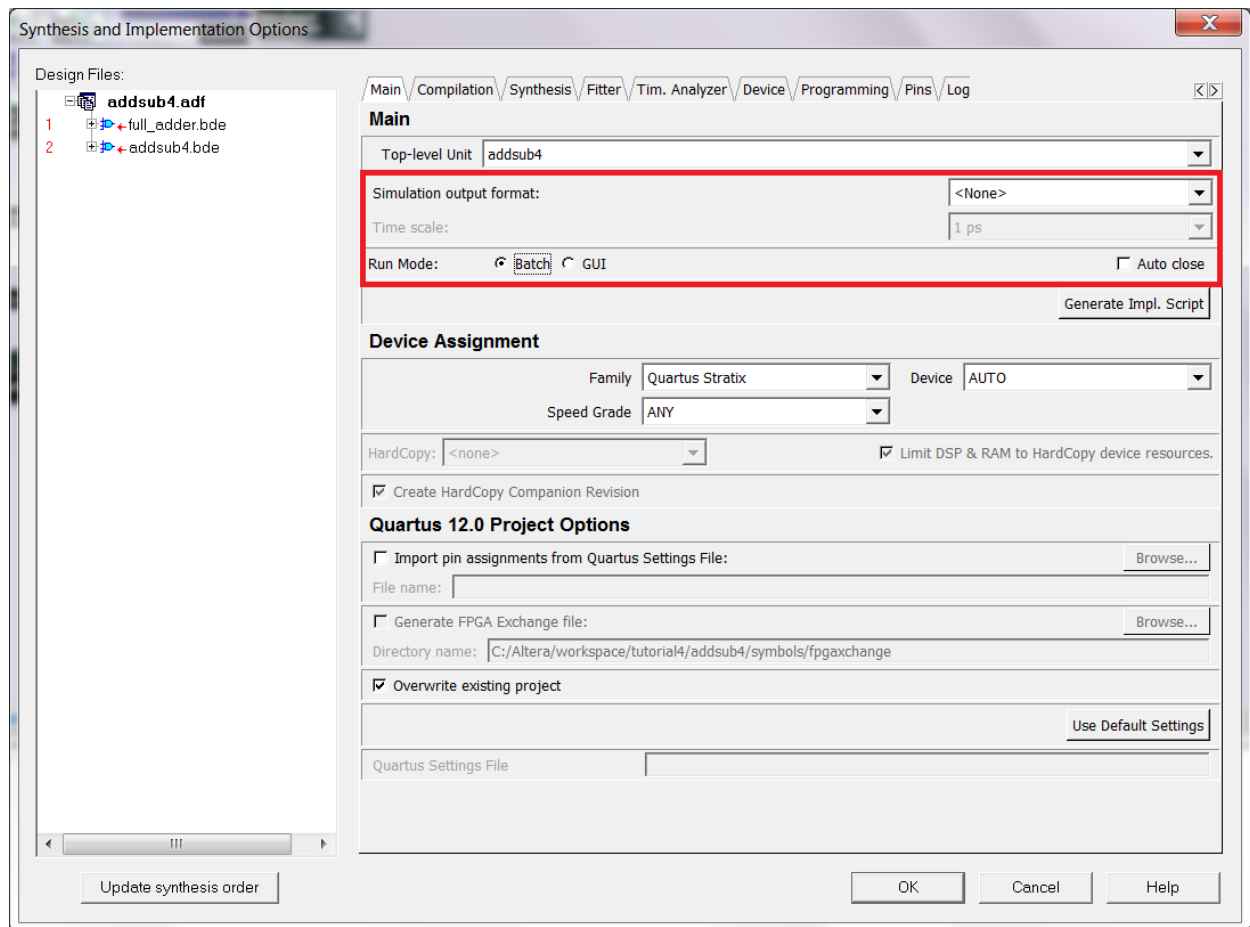 Synthesis and Implementation Options
X
Design Files:
addsub4.adf
1 full_adder.bde
2 addsub4.bde
Update synthesis order
Main Compilation Synthesis Fitter Tim. Analyzer Device Programming Pins Log
Main
Top-level Unit addsub4
Simulation output format: <None>
Time scale: 1 ps
Run Mode: Batch GUI Auto close
Generate Impl. Script
Device Assignment
Family Quartus Stratix Device AUTO
Speed Grade ANY
HardCopy: <none> Limit DSP & RAM to HardCopy device resources.
Create HardCopy Companion Revision
Quartus 12.0 Project Options
Import pin assignments from Quartus Settings File: Browse...
File name:
Generate FPGA Exchange file: Browse...
Directory name: C:/Altera/workspace/tutorial4/addsub4/symbols/fpgaxchange
Overwrite existing project
Use Default Settings
Quartus Settings File
OK Cancel Help